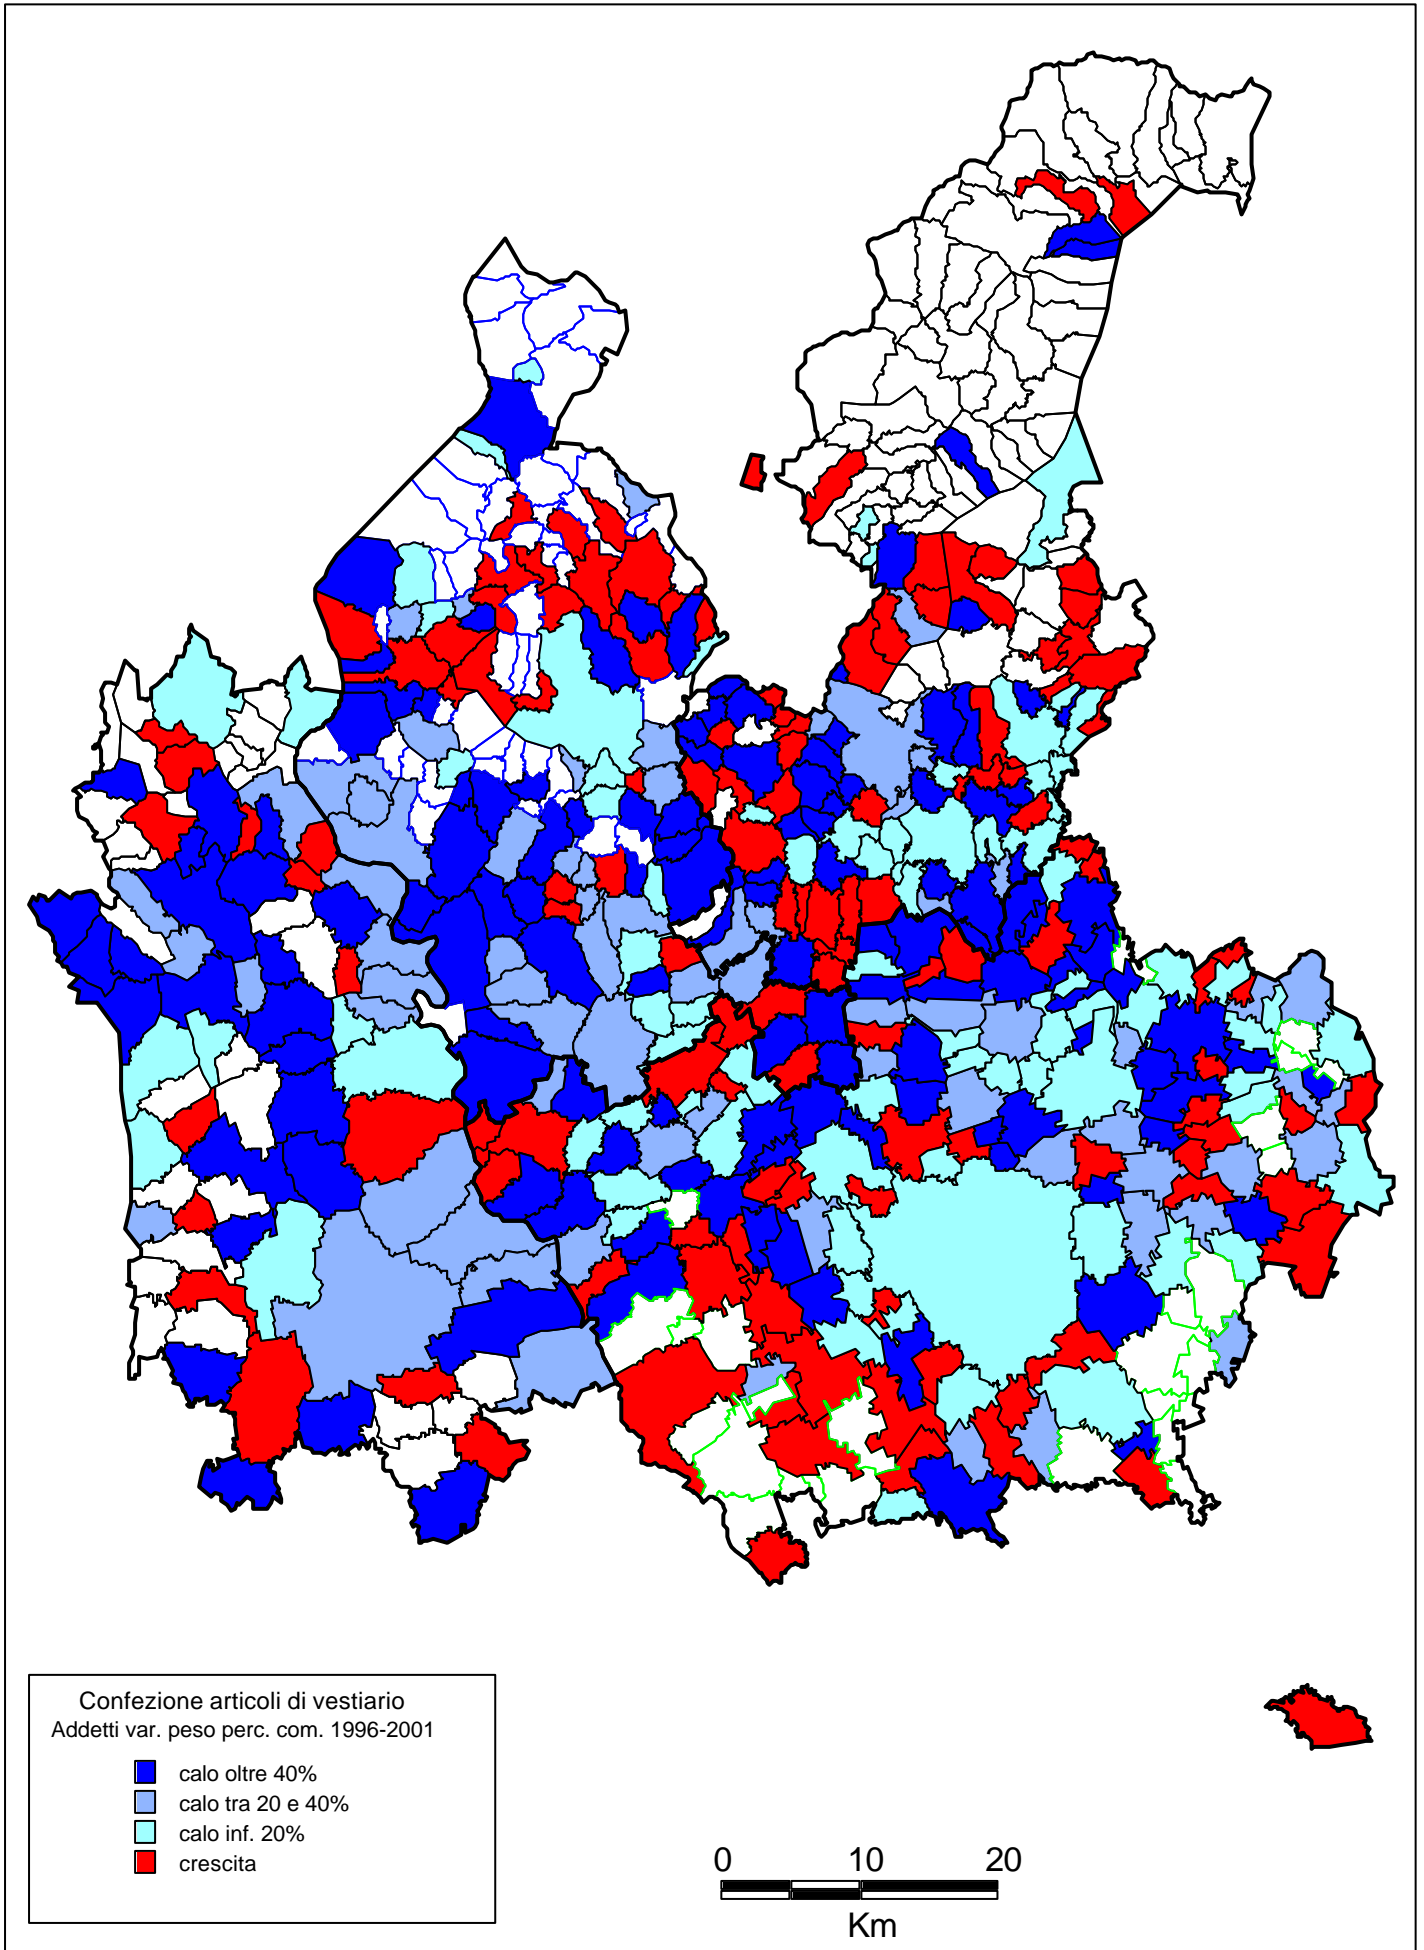 Confezione articoli di vestiario
Addetti var. peso perc. com. 1996-2001
calo oltre 40%
calo tra 20 e 40%
calo inf. 20%
crescita
0 10 20
Km